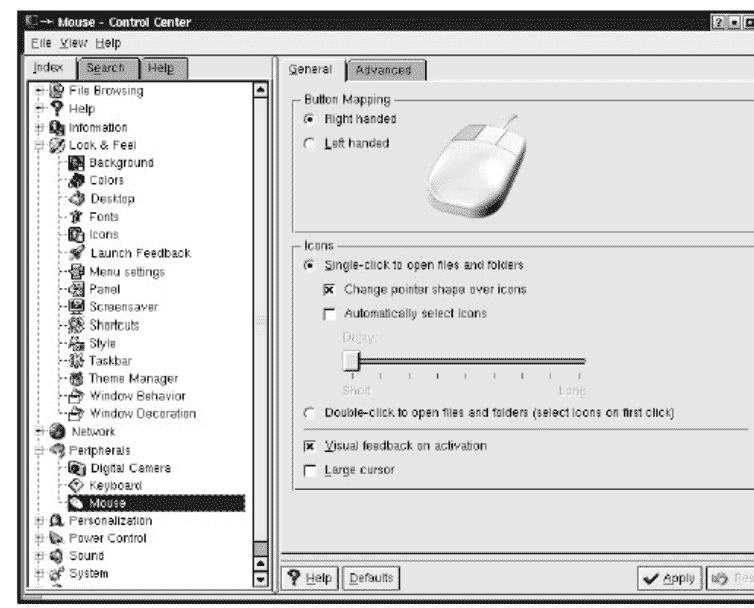 Mouse - Control Center
File View Help
Index Search Help
File Browsing
Help
Information
Look & Feel
Background
Colors
Desktop
Fonts
Icons
Launch Feedback
Menu settings
Panel
Screensaver
Shortcuts
Style
Taskbar
Theme Manager
Window Behavior
Window Decoration
Network
Peripherals
Digital Camera
Keyboard
Mouse
Personalization
Power Control
Sound
System
General Advanced
Button Mapping
Right handed
Left handed
Icons
Single-click to open files and folders
Change pointer shape over icons
Automatically select icons
Delay:
Short Long
Double-click to open files and folders (select icons on first click)
Visual feedback on activation
Large cursor
Help Defaults Apply